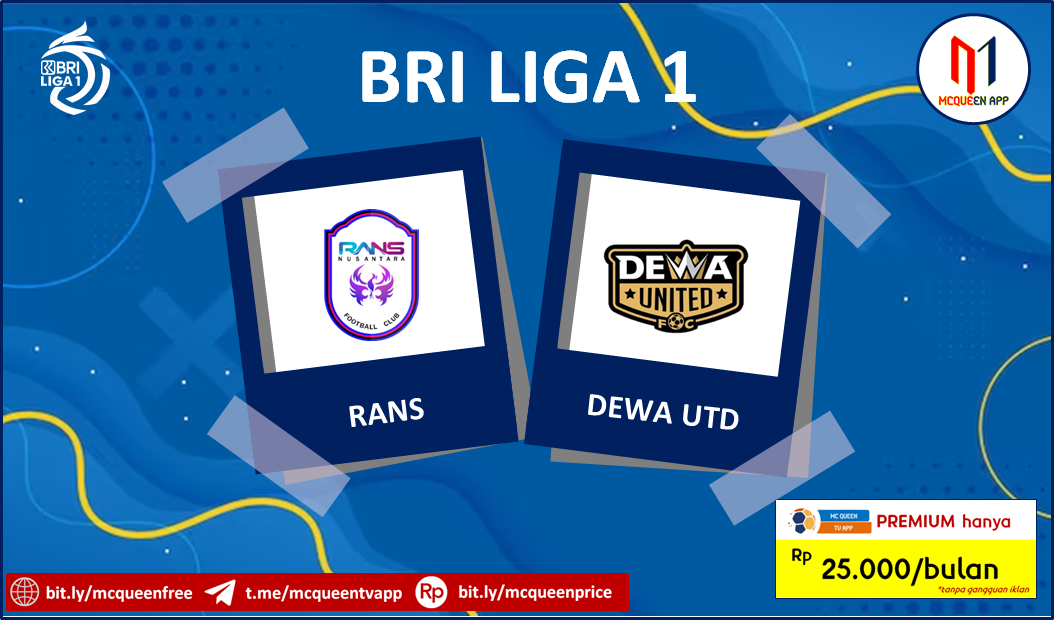 BRI
LIGA 1
BRI LIGA 1
MCQUEEN APP
RANS
NUSANTARA
FOOTBALL CLUB
DEWA
UNITED
FC
RANS
DEWA UTD
MC QUEEN
TV APP
PREMIUM hanya
Rp 25.000/bulan
*tanpa gangguan iklan
bit.ly/mcqueenfree
t.me/mcqueentvapp
Rp
bit.ly/mcqueenprice